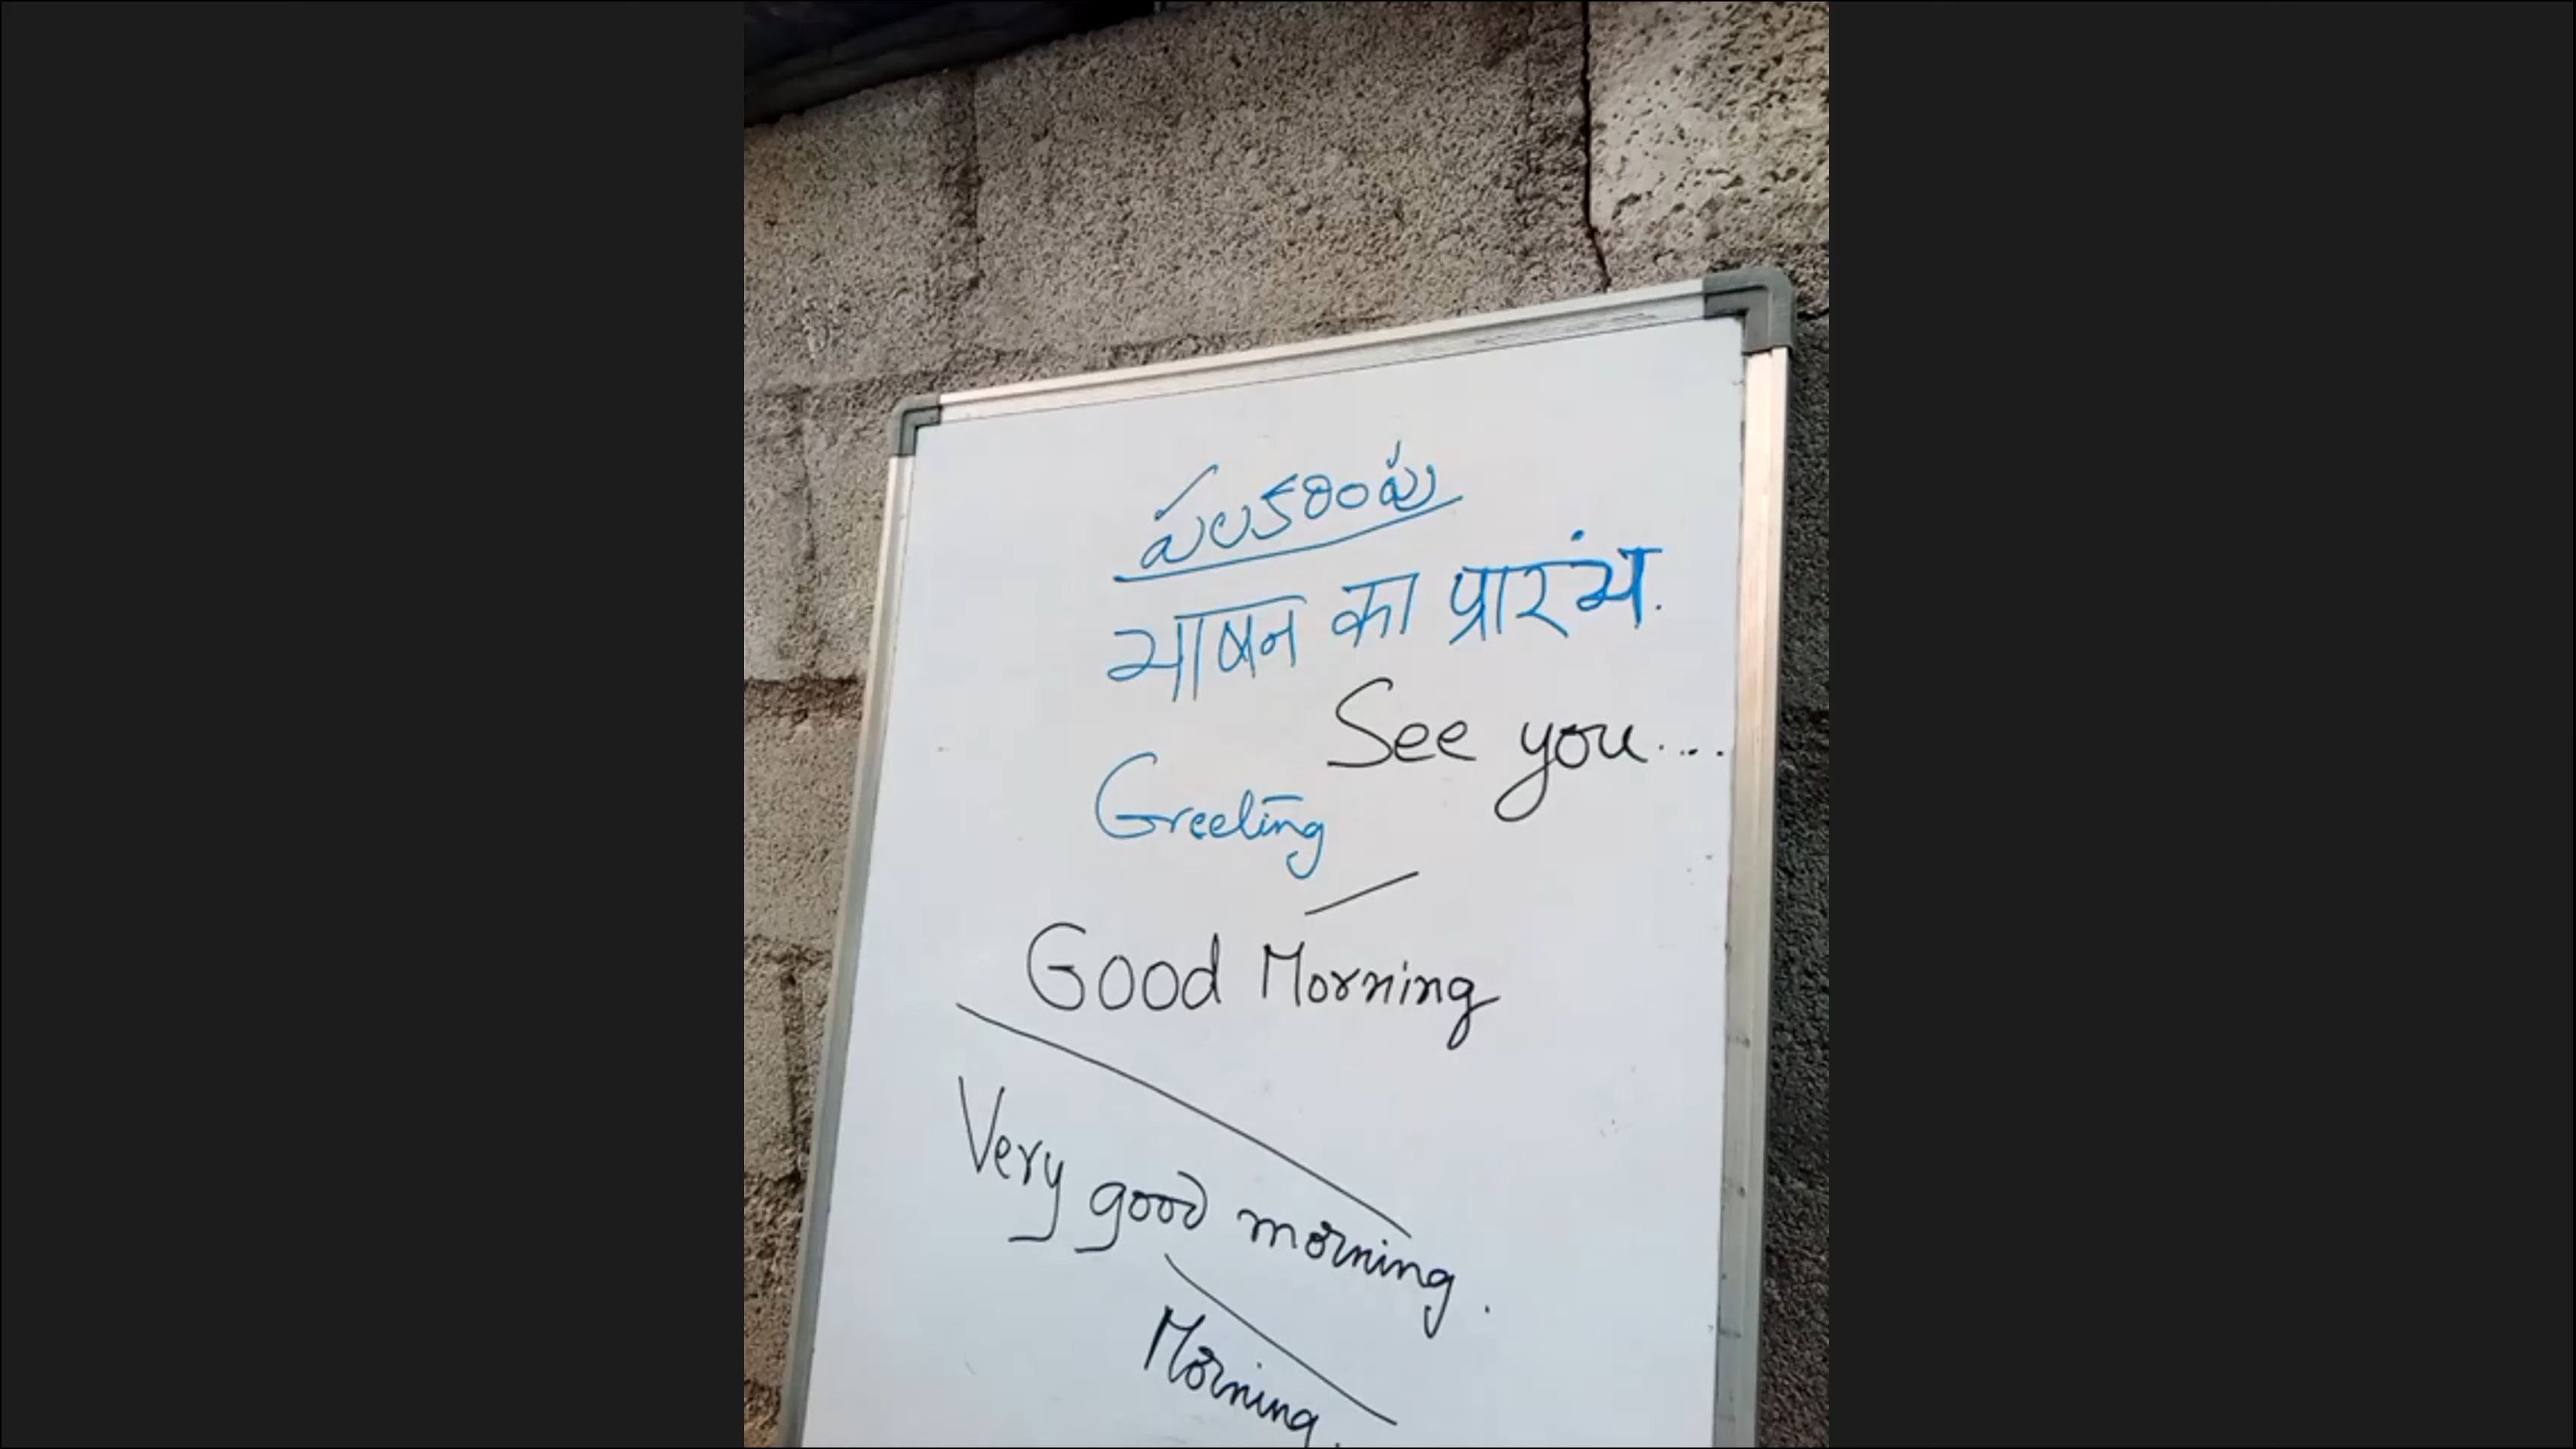 పలకరింపు
भाषन का प्रारंभ.
See you....
Greeting
Good Morning
Very good morning.
Morning.